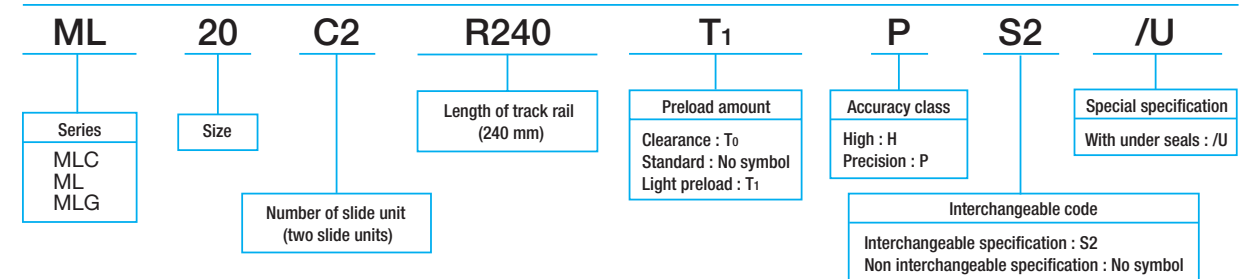 ML 20 C2 R240 T1 P S2 /U
Series
MLC
ML
MLG
Size
Number of slide unit
(two slide units)
Length of track rail
(240 mm)
Preload amount
Clearance : T0
Standard : No symbol
Light preload : T1
Accuracy class
High : H
Precision : P
Interchangeable code
Interchangeable specification : S2
Non interchangeable specification : No symbol
Special specification
With under seals : /U